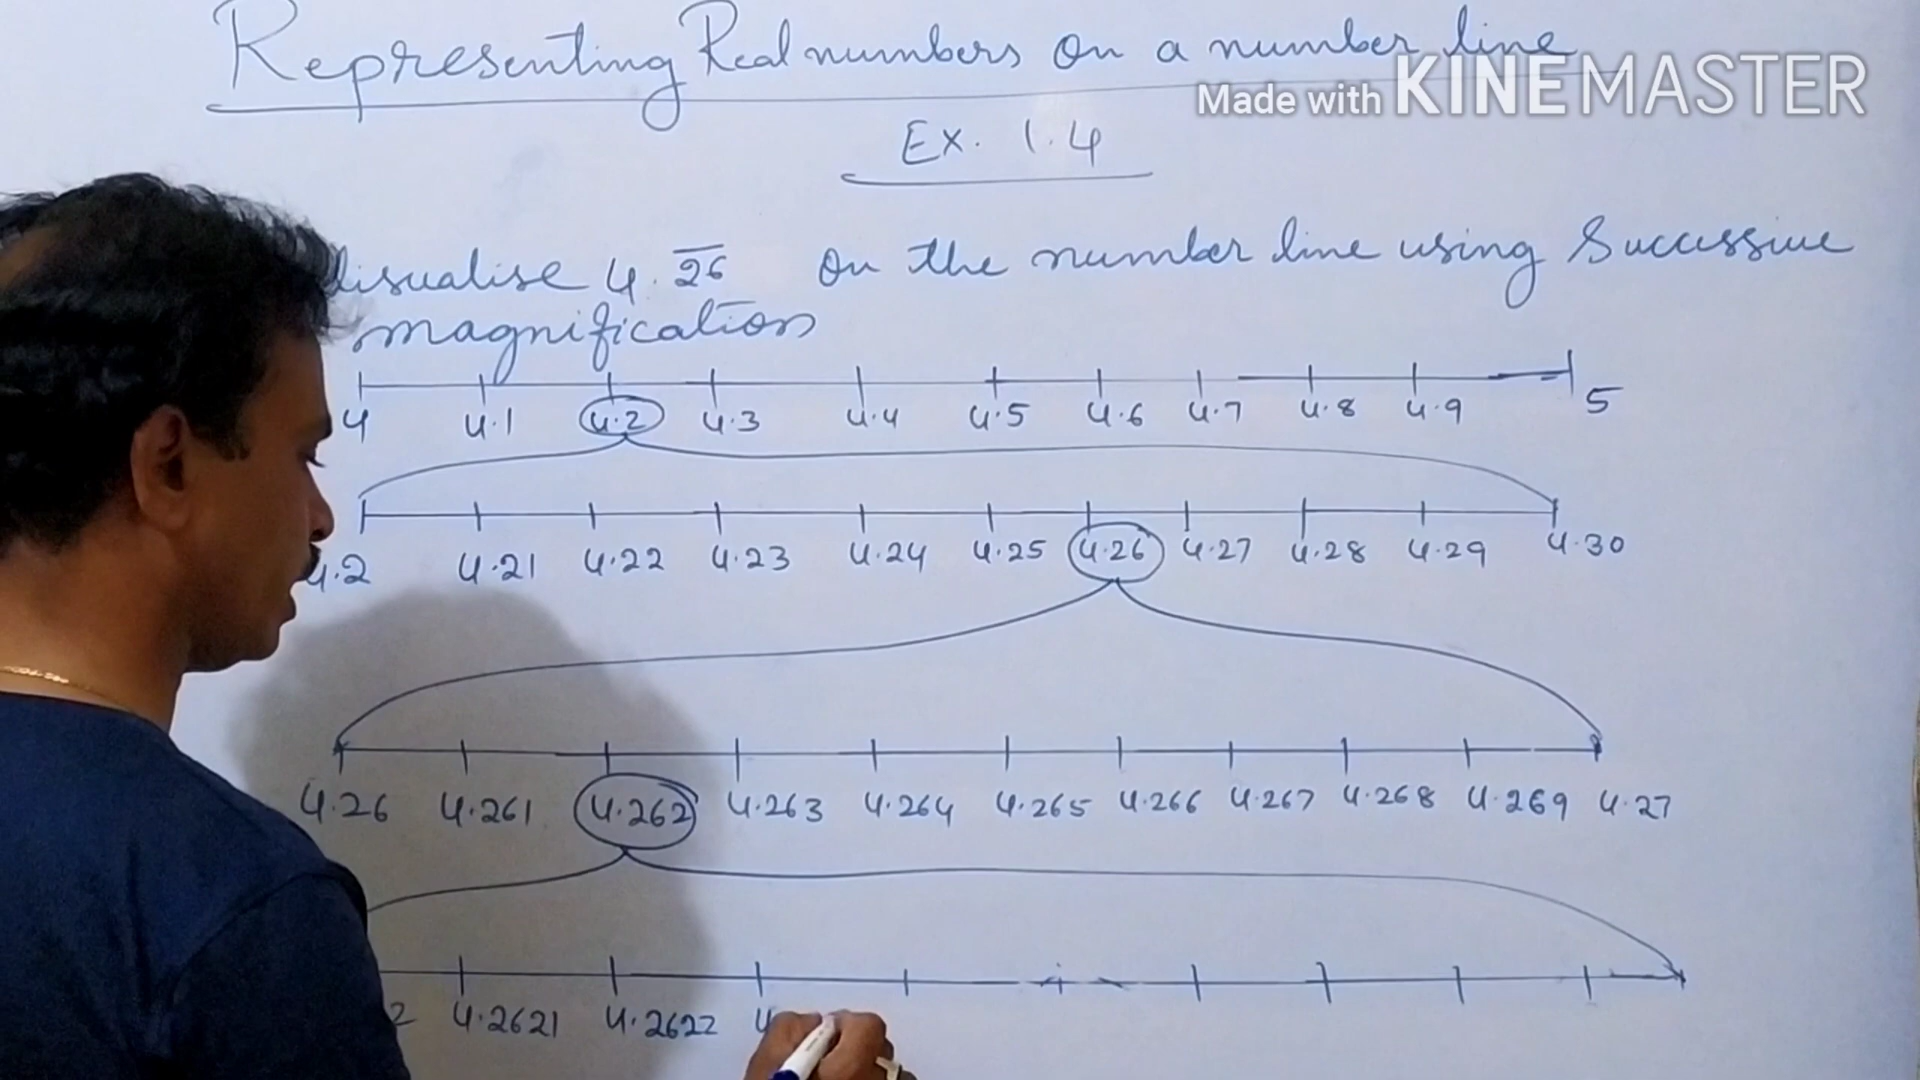 Representing Real numbers on a number line
Made with KINEMASTER
Ex. 1.4
Visualise 4.2̅6̅ on the number line using Successive
magnification
4 4.1 4.2 4.3 4.4 4.5 4.6 4.7 4.8 4.9 5
4.2 4.21 4.22 4.23 4.24 4.25 4.26 4.27 4.28 4.29 4.30
4.26 4.261 4.262 4.263 4.264 4.265 4.266 4.267 4.268 4.269 4.27
2 4.2621 4.2622 4